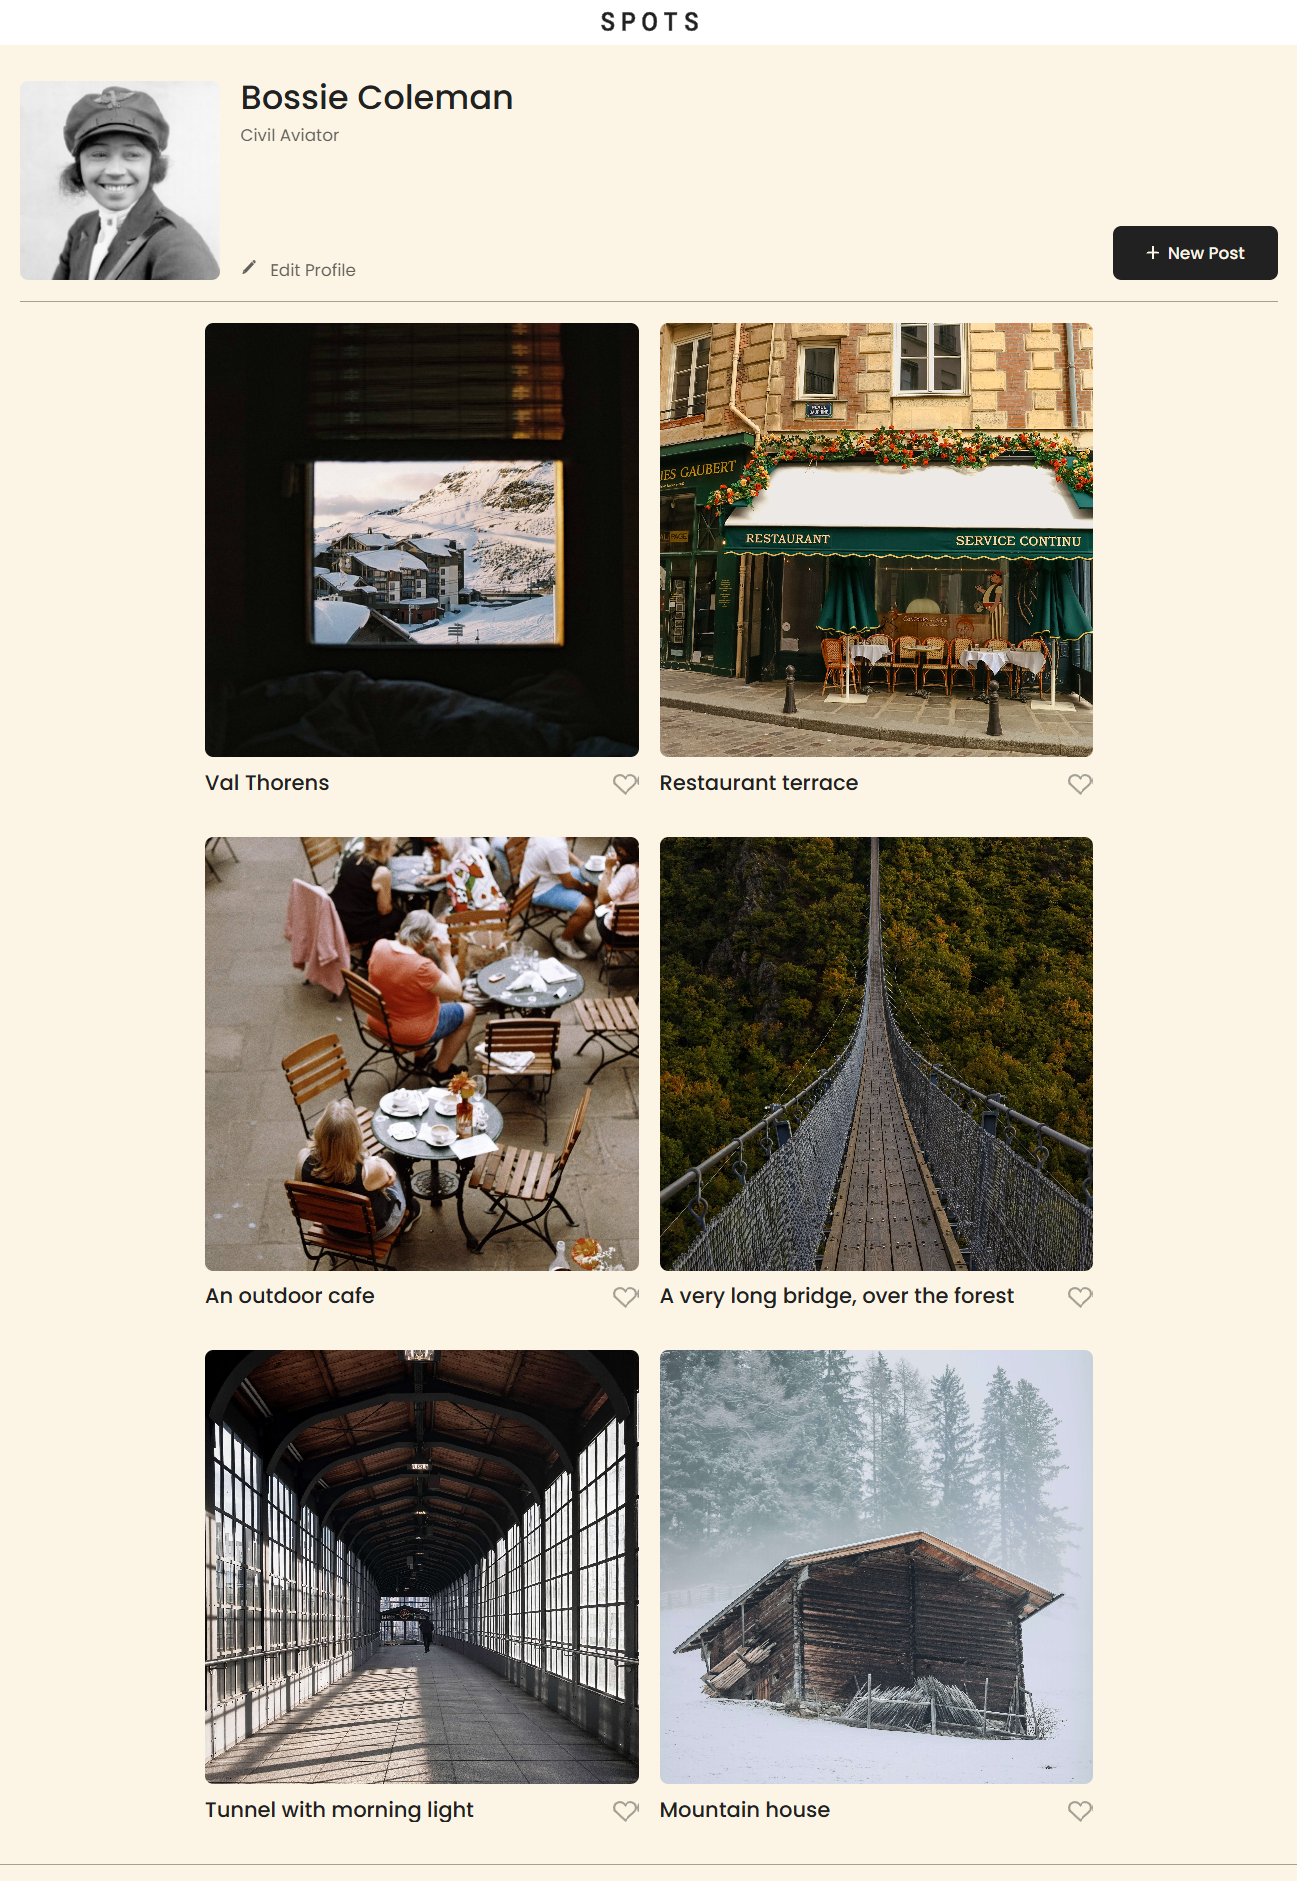 SPOTS
Bossie Coleman
Civil Aviator
Edit Profile
+ New Post
ES GAUBERT
RESTAURANT
SERVICE CONTINU
Val Thorens
Restaurant terrace
An outdoor cafe
A very long bridge, over the forest
Tunnel with morning light
Mountain house